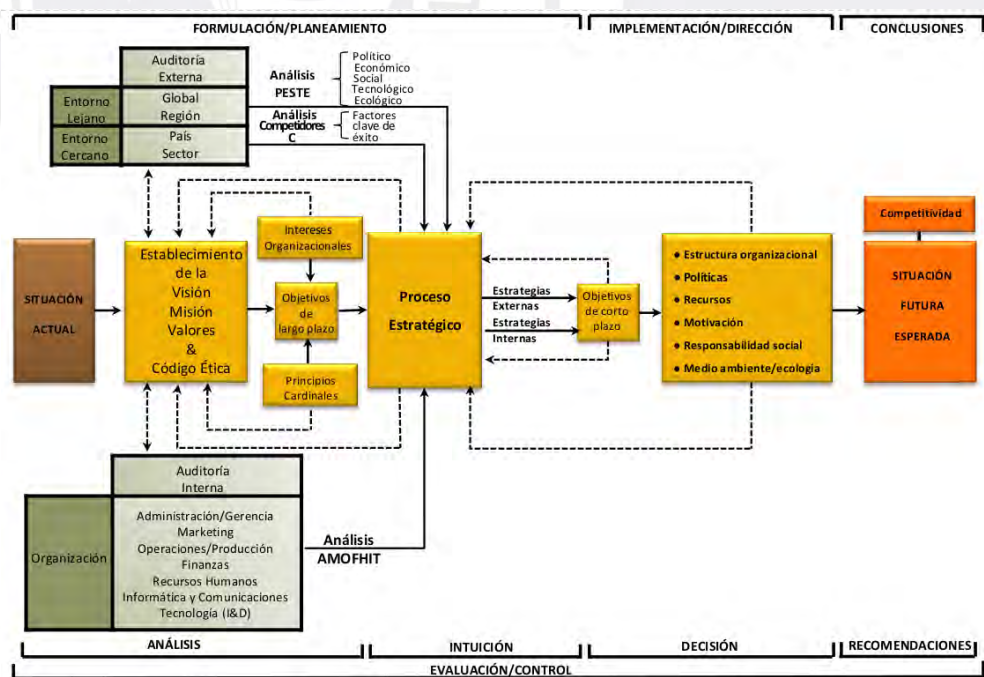 FORMULACIÓN/PLANEAMIENTO
IMPLEMENTACIÓN/DIRECCIÓN
CONCLUSIONES
Auditoría
Externa
Entorno
Lejano
Global
Región
Entorno
Cercano
País
Sector
Análisis
PESTE
Político
Económico
Social
Tecnológico
Ecológico
Análisis
Competidores
C
Factores
clave de
éxito
SITUACIÓN
ACTUAL
Establecimiento
de la
Visión
Misión
Valores
&
Código Ética
Intereses
Organizacionales
Objetivos
de
largo plazo
Principios
Cardinales
Proceso
Estratégico
Estrategias
Externas
Estrategias
Internas
Objetivos
de corto
plazo
• Estructura organizacional
• Políticas
• Recursos
• Motivación
• Responsabilidad social
• Medio ambiente/ecología
Competitividad
SITUACIÓN
FUTURA
ESPERADA
Auditoría
Interna
Organización
Administración/Gerencia
Marketing
Operaciones/Producción
Finanzas
Recursos Humanos
Informática y Comunicaciones
Tecnología (I&D)
Análisis
AMOFHIT
ANÁLISIS
INTUICIÓN
DECISIÓN
RECOMENDACIONES
EVALUACIÓN/CONTROL